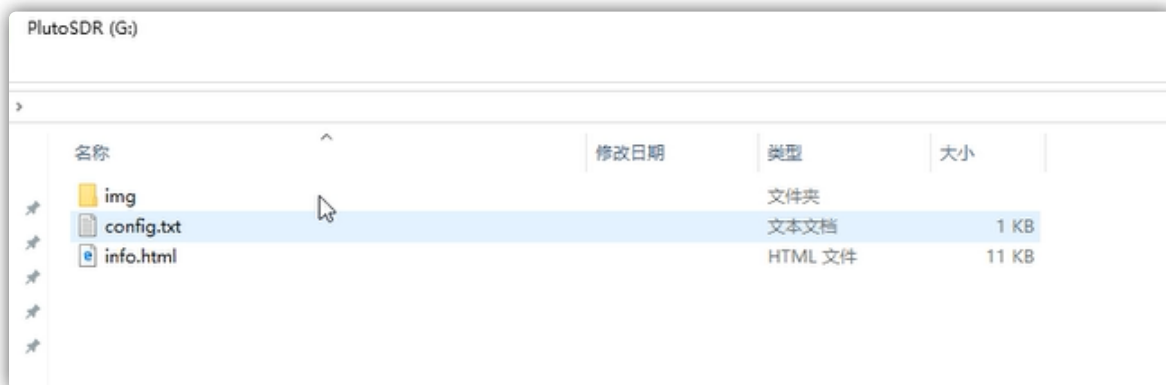 PlutoSDR (G:)
名称 修改日期 类型 大小
img 文件夹
config.txt 文本文档 1 KB
info.html HTML 文件 11 KB